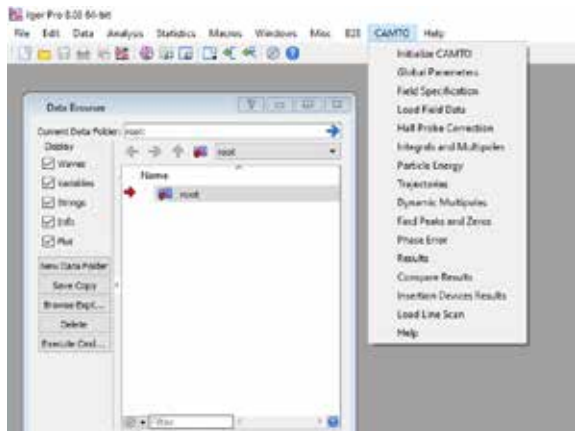 Igor Pro 8.03 64-bit
File Edit Data Analysis Statistics Macros Windows Misc CAMTO Help
Initialize CAMTO
Global Parameters
Field Specification
Load Field Data
Hall Probe Correction
Integrals and Multipoles
Particle Energy
Trajectories
Dynamic Multipoles
Find Peaks and Zeros
Phase Error
Results
Compare Results
Insertion Devices Results
Load Line Scan
Help
Data Browser
Current Data Folder: root:
Display
Waves
Variables
Strings
Info
Plot
New Data Folder
Save Copy
Browse Expt...
Delete
Execute Cmd...
root
Name
root
Filter